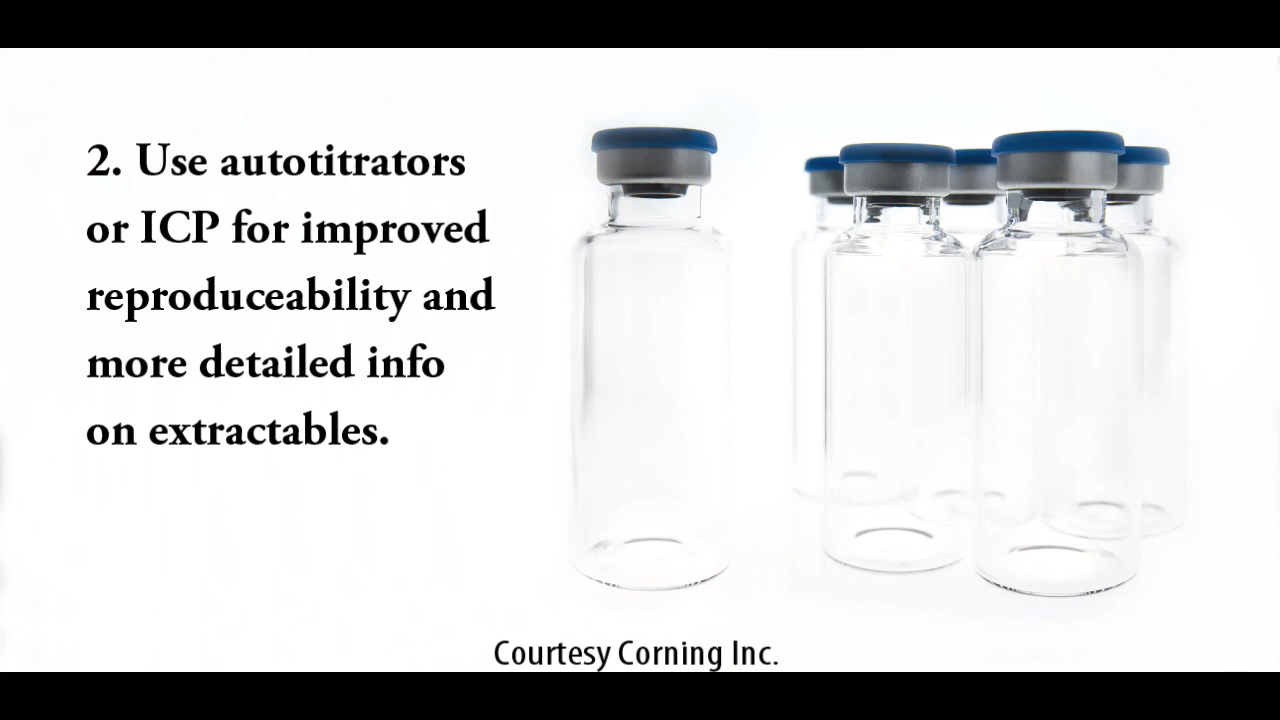 2. Use autotitrators
or ICP for improved
reproduceability and
more detailed info
on extractables.
Courtesy Corning Inc.